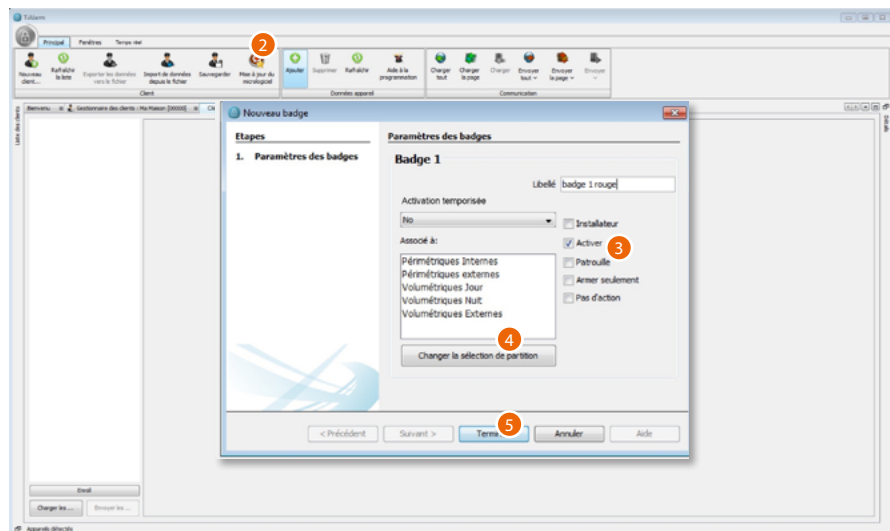 TiAlarm
Principal Fenêtres Temps réel
2
Nouveau client...
Rafraîchir la liste
Exporter les données vers le fichier
Import de données depuis le fichier
Sauvegarder
Mise à jour du micrologiciel
Ajouter
Supprimer
Rafraîchir
Aide à la programmation
Charger tout
Charger la page
Charger
Envoyer tout
Envoyer la page
Envoyer
Client
Données appareil
Communication
Bienvenu
Gestionnaire des clients : Ma Maison [00000]
Liste des clients
Détails
Nouveau badge
Etapes
1. Paramètres des badges
Paramètres des badges
Badge 1
Libellé badge 1 rouge
Activation temporisée
No
Installateur
Associé à:
Activer
3
Périmétriques Internes
Périmétriques externes
Volumétriques Jour
Volumétriques Nuit
Volumétriques Externes
Patrouille
Armer seulement
Pas d'action
4
Changer la sélection de partition
5
< Précédent
Suivant >
Annuler
Aide
Enroll
Charger les ...
Envoyer les ...
Appareils détectés